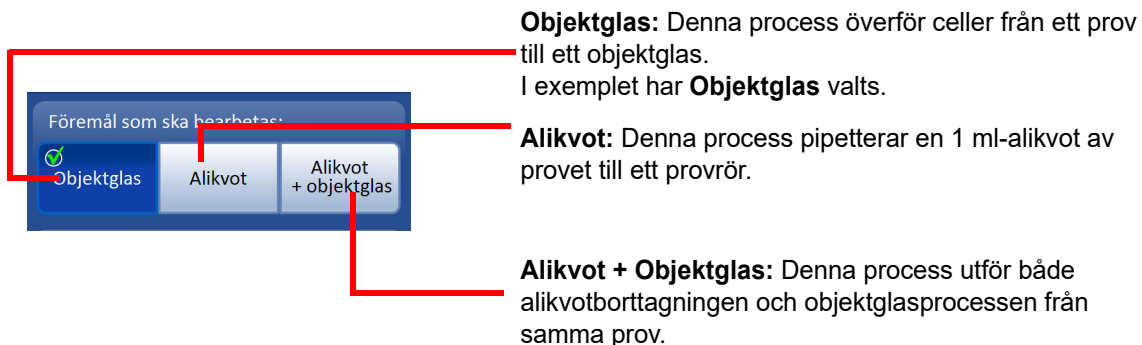 Objektglas: Denna process överför celler från ett prov
till ett objektglas.
I exemplet har Objektglas valts.
Föremål som ska bearbetas:
Objektglas
Alikvot
Alikvot
+ objektglas
Alikvot: Denna process pipetterar en 1 ml-alikvot av
provet till ett provrör.
Alikvot + Objektglas: Denna process utför både
alikvotborttagningen och objektglasprocessen från
samma prov.